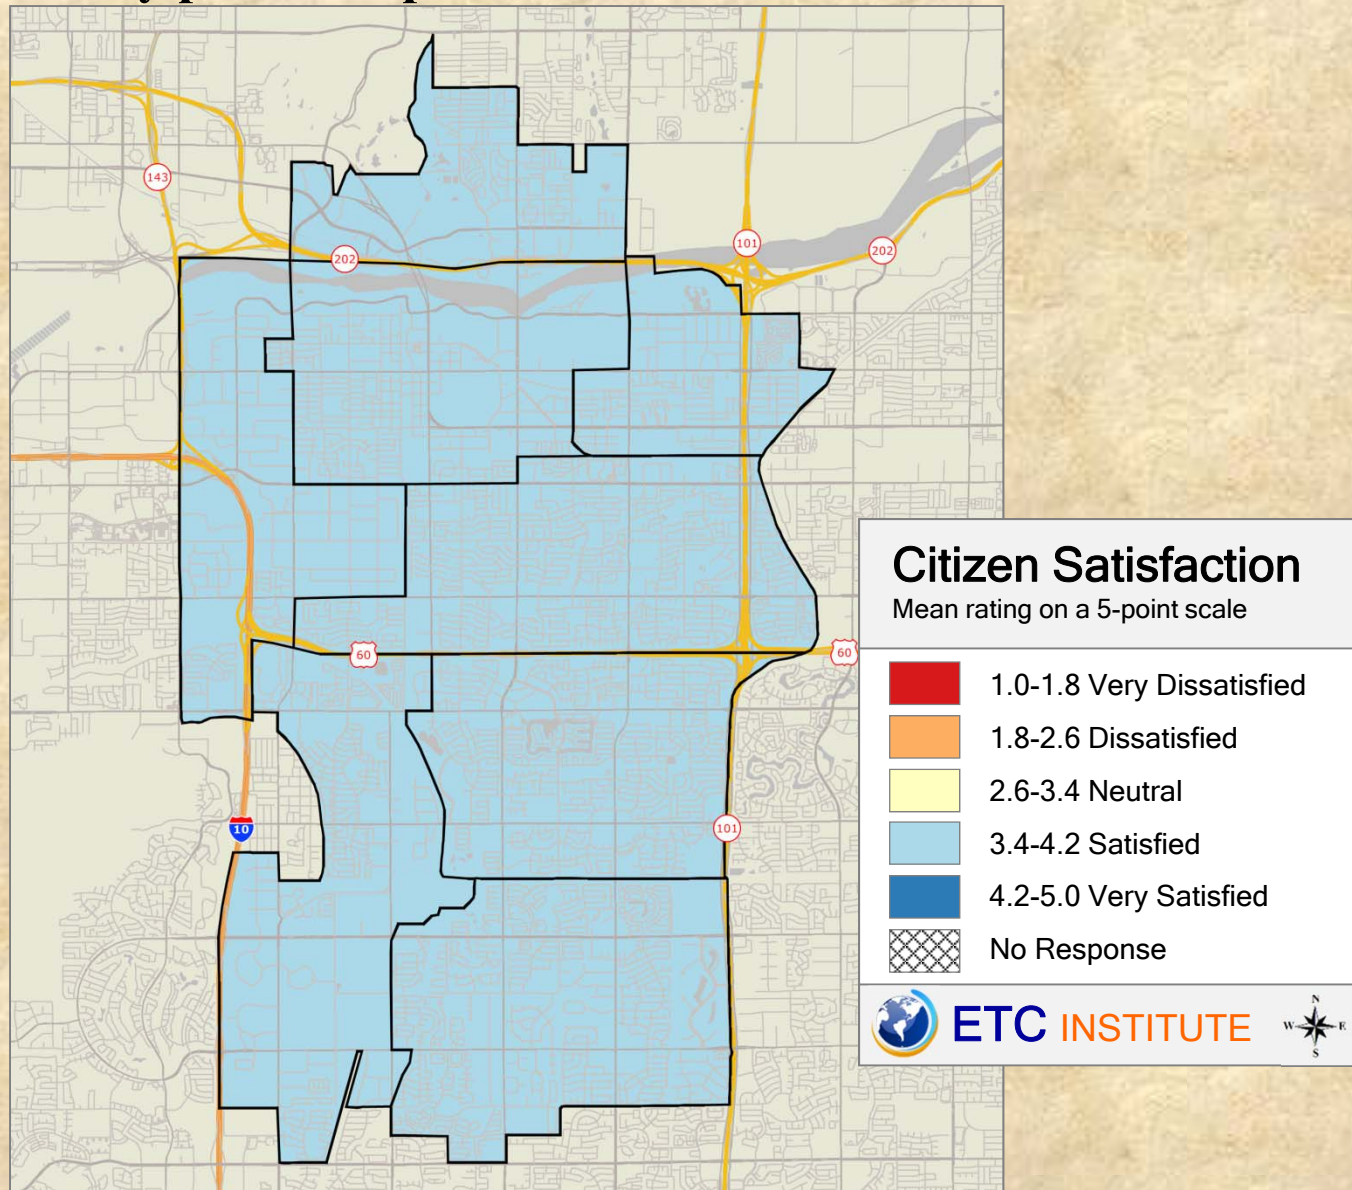 143
202
101
202
60
60
10
101
Citizen Satisfaction
Mean rating on a 5-point scale
1.0-1.8 Very Dissatisfied
1.8-2.6 Dissatisfied
2.6-3.4 Neutral
3.4-4.2 Satisfied
4.2-5.0 Very Satisfied
No Response
ETC INSTITUTE
N
W E
S